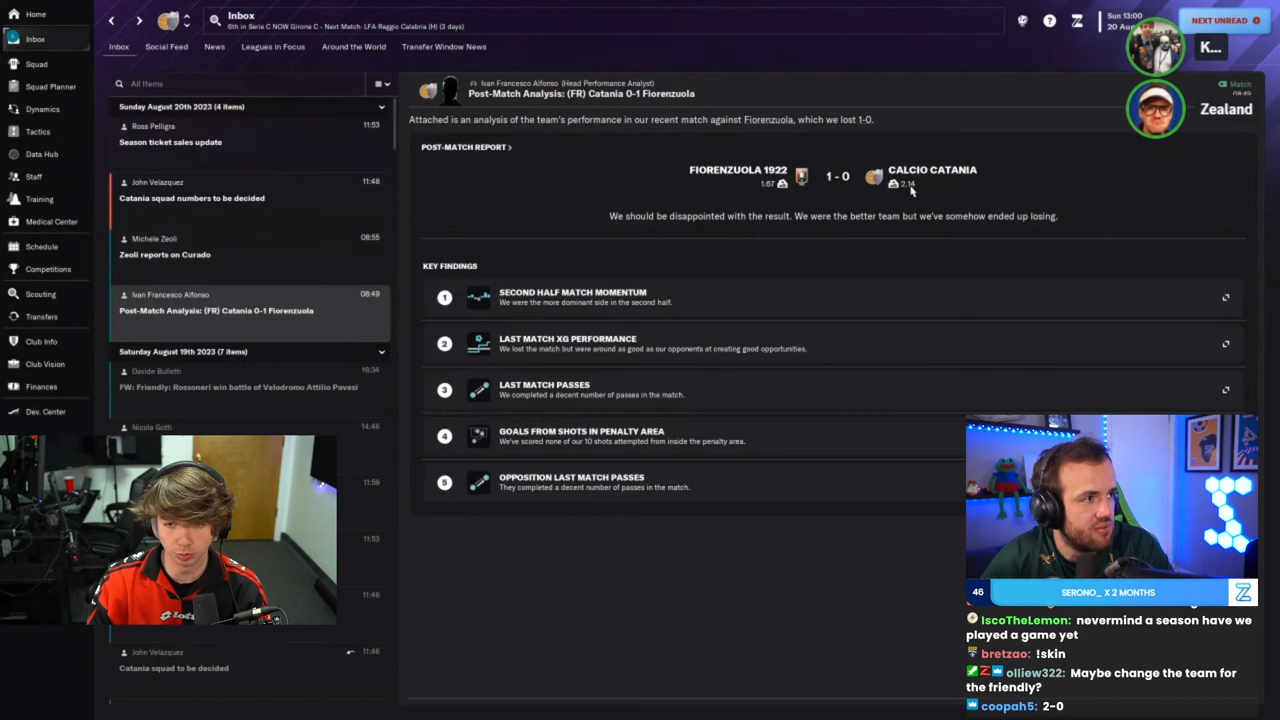 Home
Inbox
Squad
Squad Planner
Dynamics
Tactics
Data Hub
Staff
Training
Medical Center
Schedule
Competitions
Scouting
Transfers
Club Info
Club Vision
Finances
Dev. Center
Inbox
6th in Serie C NOW Girone C - Next Match: LFA Reggio Calabria (H) (3 days)
Sun 13:00
NEXT UNREAD
K...
Zealand
Inbox
Social Feed
News
Leagues in Focus
Around the World
Transfer Window News
All Items
Sunday August 20th 2023 (4 items)
Ross Pelligra
11:53
Season ticket sales update
John Velazquez
11:48
Catania squad numbers to be decided
Michele Zeoli
08:55
Zeoli reports on Curado
Ivan Francesco Alfonso
08:49
Post-Match Analysis: (FR) Catania 0-1 Fiorenzuola
Saturday August 19th 2023 (7 items)
Davide Bulletti
16:34
FW: Friendly: Rossoneri win battle of Velodromo Attilio Pavesi
Nicola Gotti
14:46
11:59
11:53
11:46
John Velazquez
11:46
Catania squad to be decided
Ivan Francesco Alfonso (Head Performance Analyst)
Post-Match Analysis: (FR) Catania 0-1 Fiorenzuola
Match
08:49
Attached is an analysis of the team's performance in our recent match against Fiorenzuola, which we lost 1-0.
POST-MATCH REPORT
FIORENZUOLA 1922
1.67
1 - 0
CALCIO CATANIA
2.14
We should be disappointed with the result. We were the better team but we've somehow ended up losing.
KEY FINDINGS
1
SECOND HALF MATCH MOMENTUM
We were the more dominant side in the second half.
2
LAST MATCH XG PERFORMANCE
We lost the match but were around as good as our opponents at creating good opportunities.
3
LAST MATCH PASSES
We completed a decent number of passes in the match.
4
GOALS FROM SHOTS IN PENALTY AREA
We've scored none of our 10 shots attempted from inside the penalty area.
5
OPPOSITION LAST MATCH PASSES
They completed a decent number of passes in the match.
46
SERONO_ X 2 MONTHS
IscoTheLemon: nevermind a season have we
played a game yet
bretzao: !skin
olliew322: Maybe change the team for
the friendly?
coopah5: 2-0